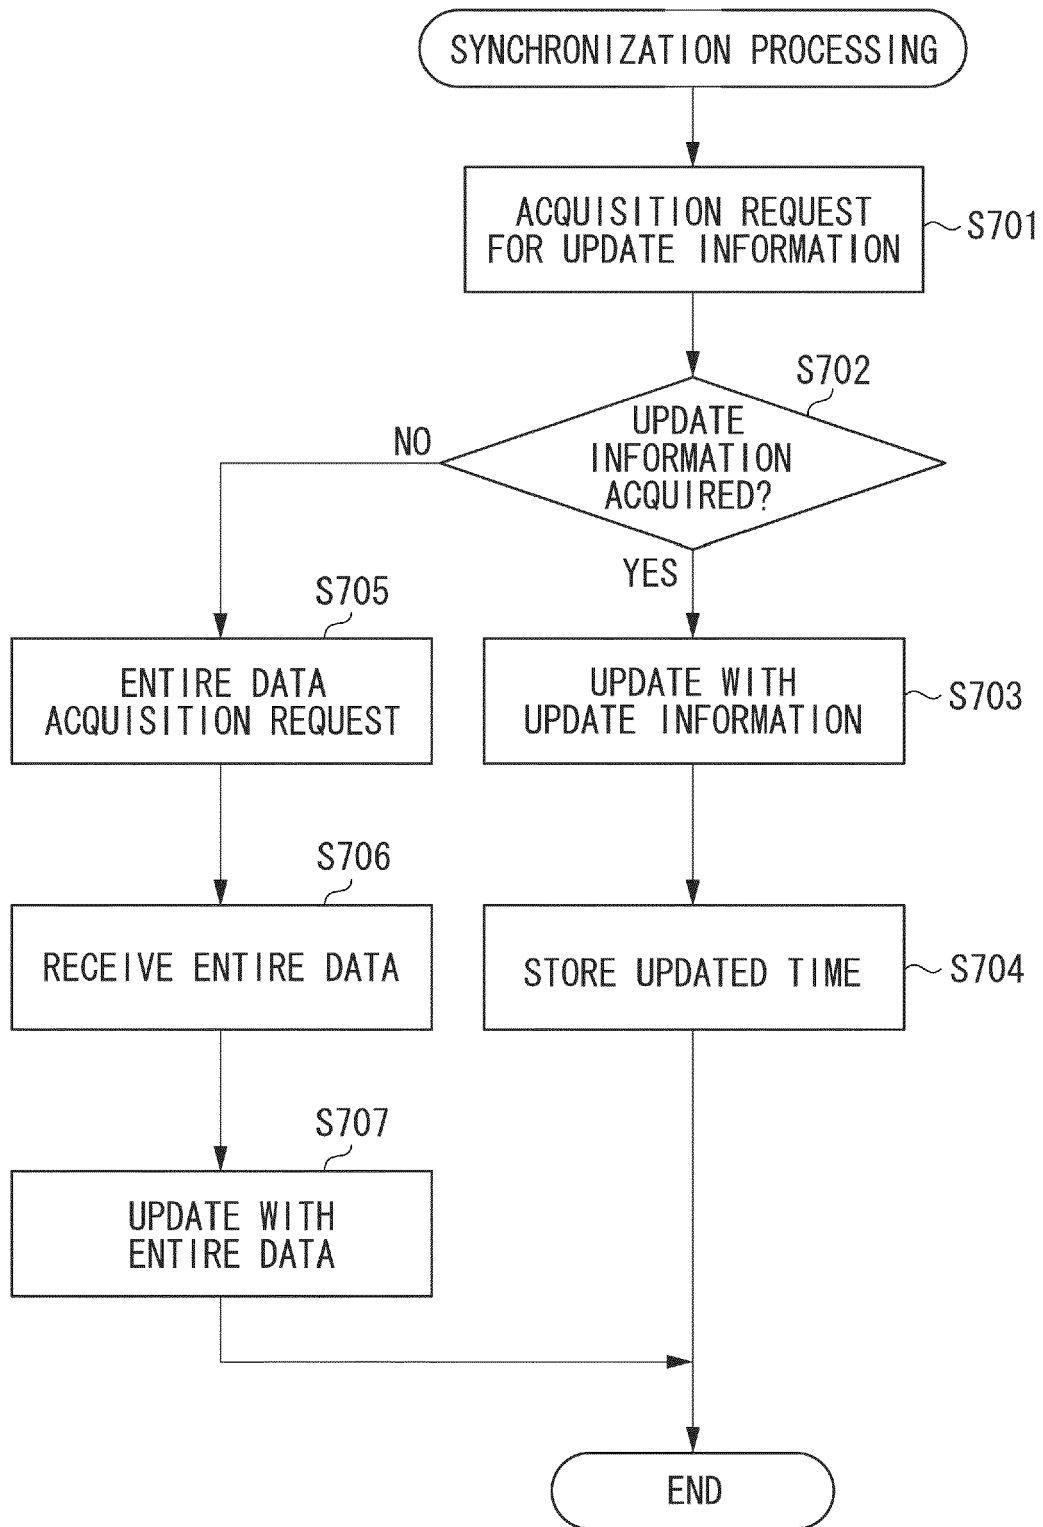 SYNCHRONIZATION PROCESSING
ACQUISITION REQUEST
FOR UPDATE INFORMATION
S701
S702
UPDATE
INFORMATION
ACQUIRED?
NO
YES
S705
ENTIRE DATA
ACQUISITION REQUEST
UPDATE WITH
UPDATE INFORMATION
S703
S706
RECEIVE ENTIRE DATA
STORE UPDATED TIME
S704
S707
UPDATE WITH
ENTIRE DATA
END